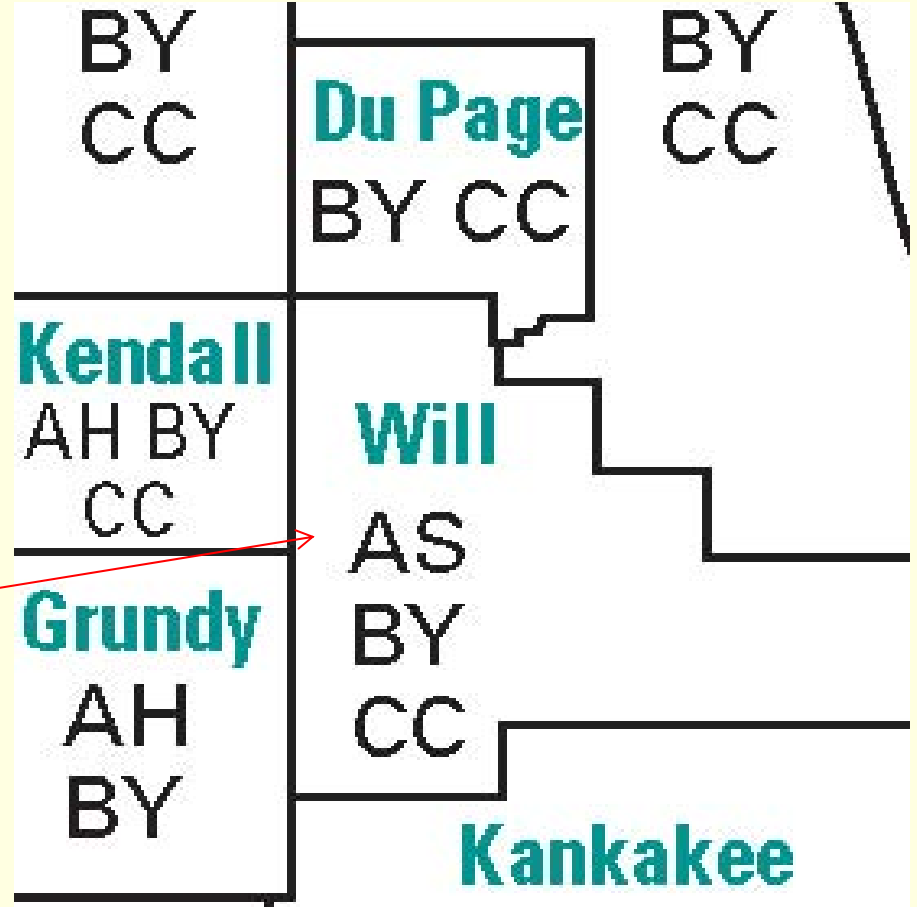 BY
CC
Du Page
BY CC
BY
CC
Kendall
AH BY
CC
Will
AS
BY
CC
Grundy
AH
BY
Kankakee